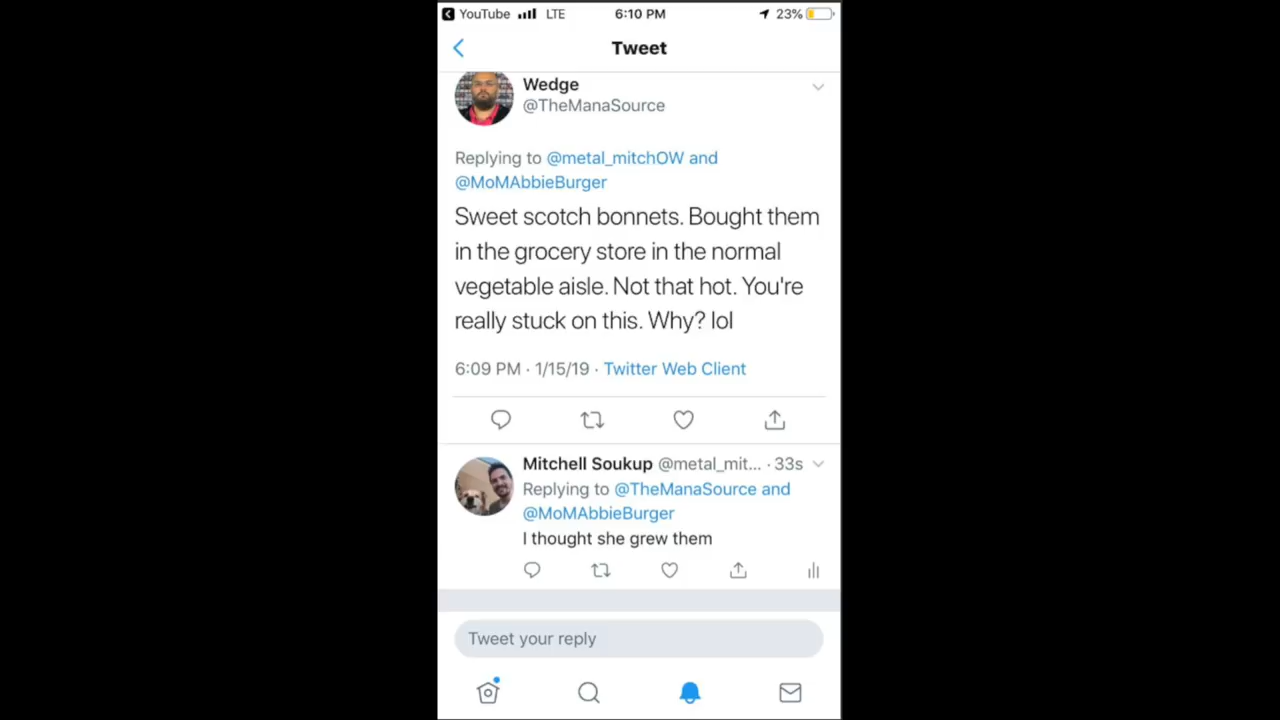 YouTube LTE 6:10 PM 23%
Tweet
Wedge
@TheManaSource
Replying to @metal_mitchOW and
@MoMAbbieBurger
Sweet scotch bonnets. Bought them
in the grocery store in the normal
vegetable aisle. Not that hot. You're
really stuck on this. Why? lol
6:09 PM · 1/15/19 · Twitter Web Client
Mitchell Soukup @metal_mit... · 33s
Replying to @TheManaSource and
@MoMAbbieBurger
I thought she grew them
Tweet your reply